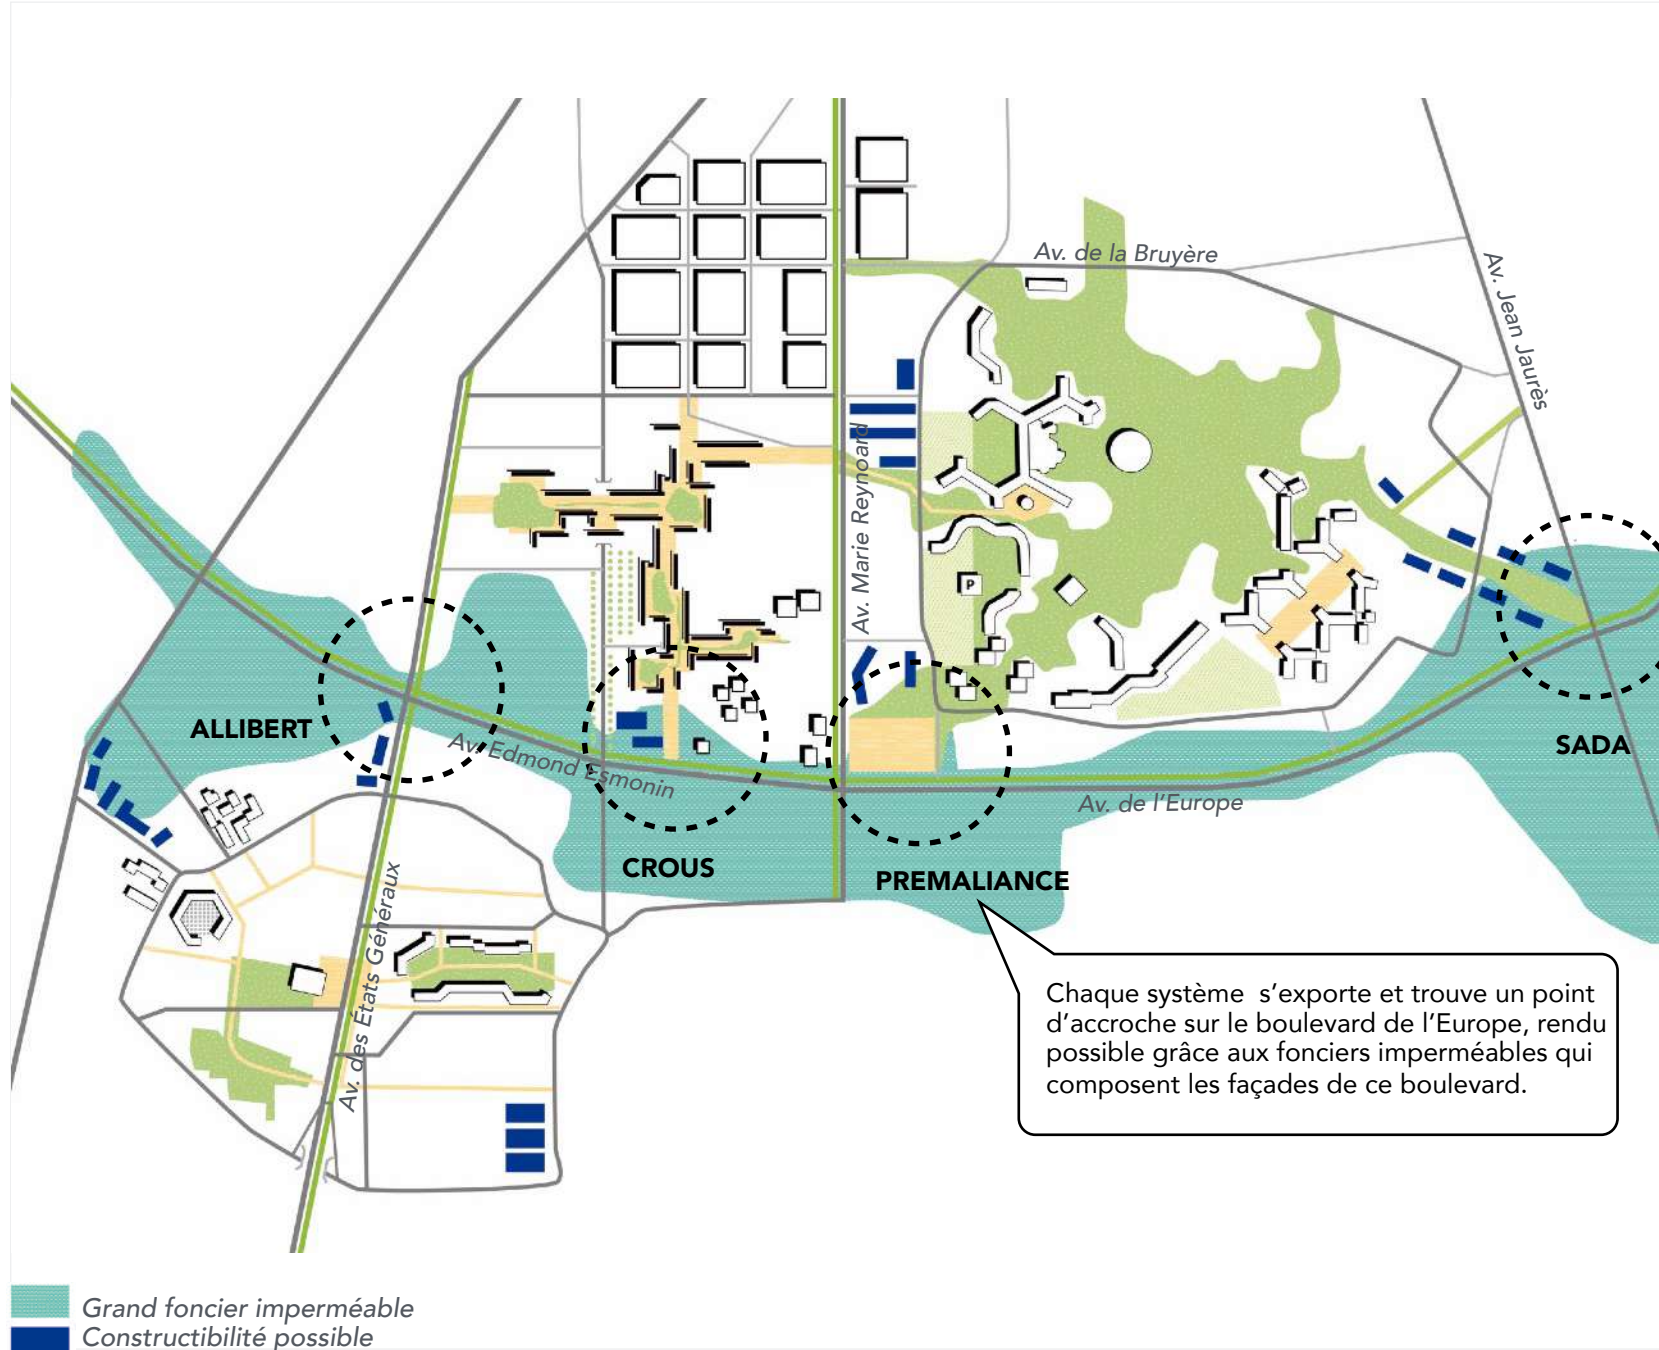 Av. de la Bruyère
Av. Jean Jaurès
Av. Marie Reynoard
P
ALLIBERT
Av. Edmond Esmonin
SADA
Av. de l'Europe
CROUS
PREMALIANCE
Av. des États Généraux
Chaque système s'exporte et trouve un point
d'accroche sur le boulevard de l'Europe, rendu
possible grâce aux fonciers imperméables qui
composent les façades de ce boulevard.
Grand foncier imperméable
Constructibilité possible